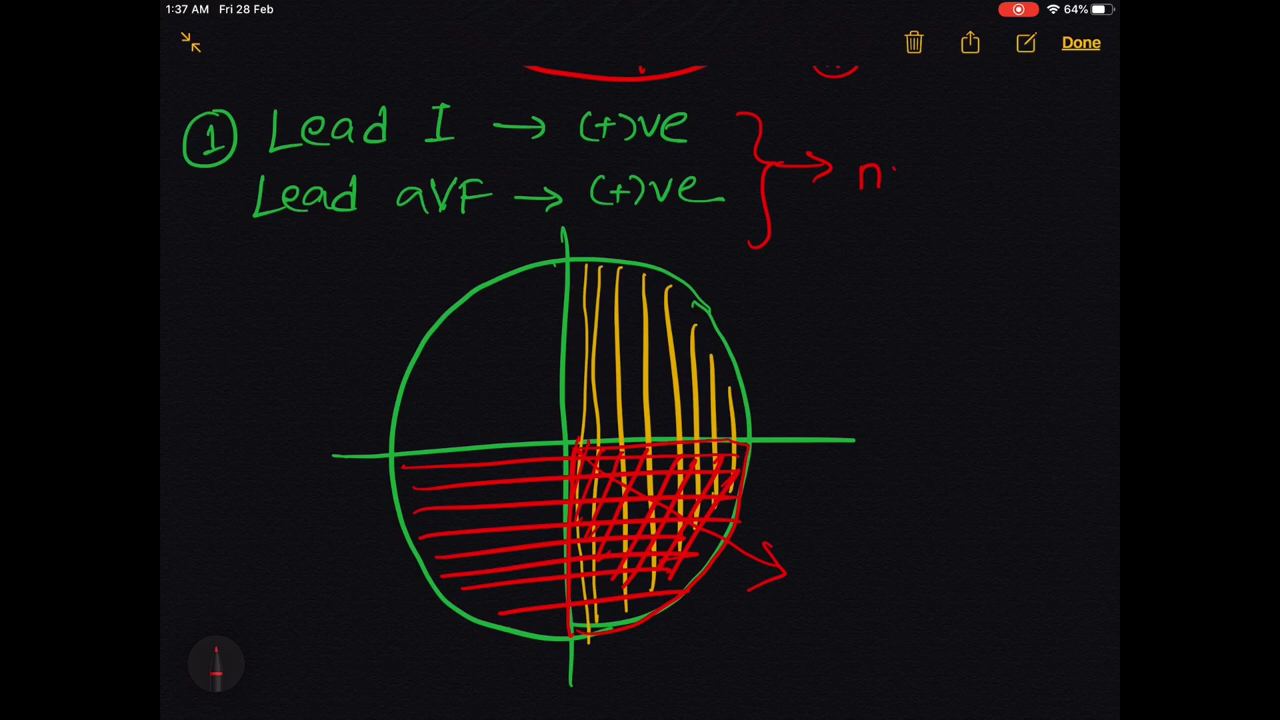 1:37 AM Fri 28 Feb 64%
Done
1 Lead I → (+)ve
Lead aVF → (+)ve → n